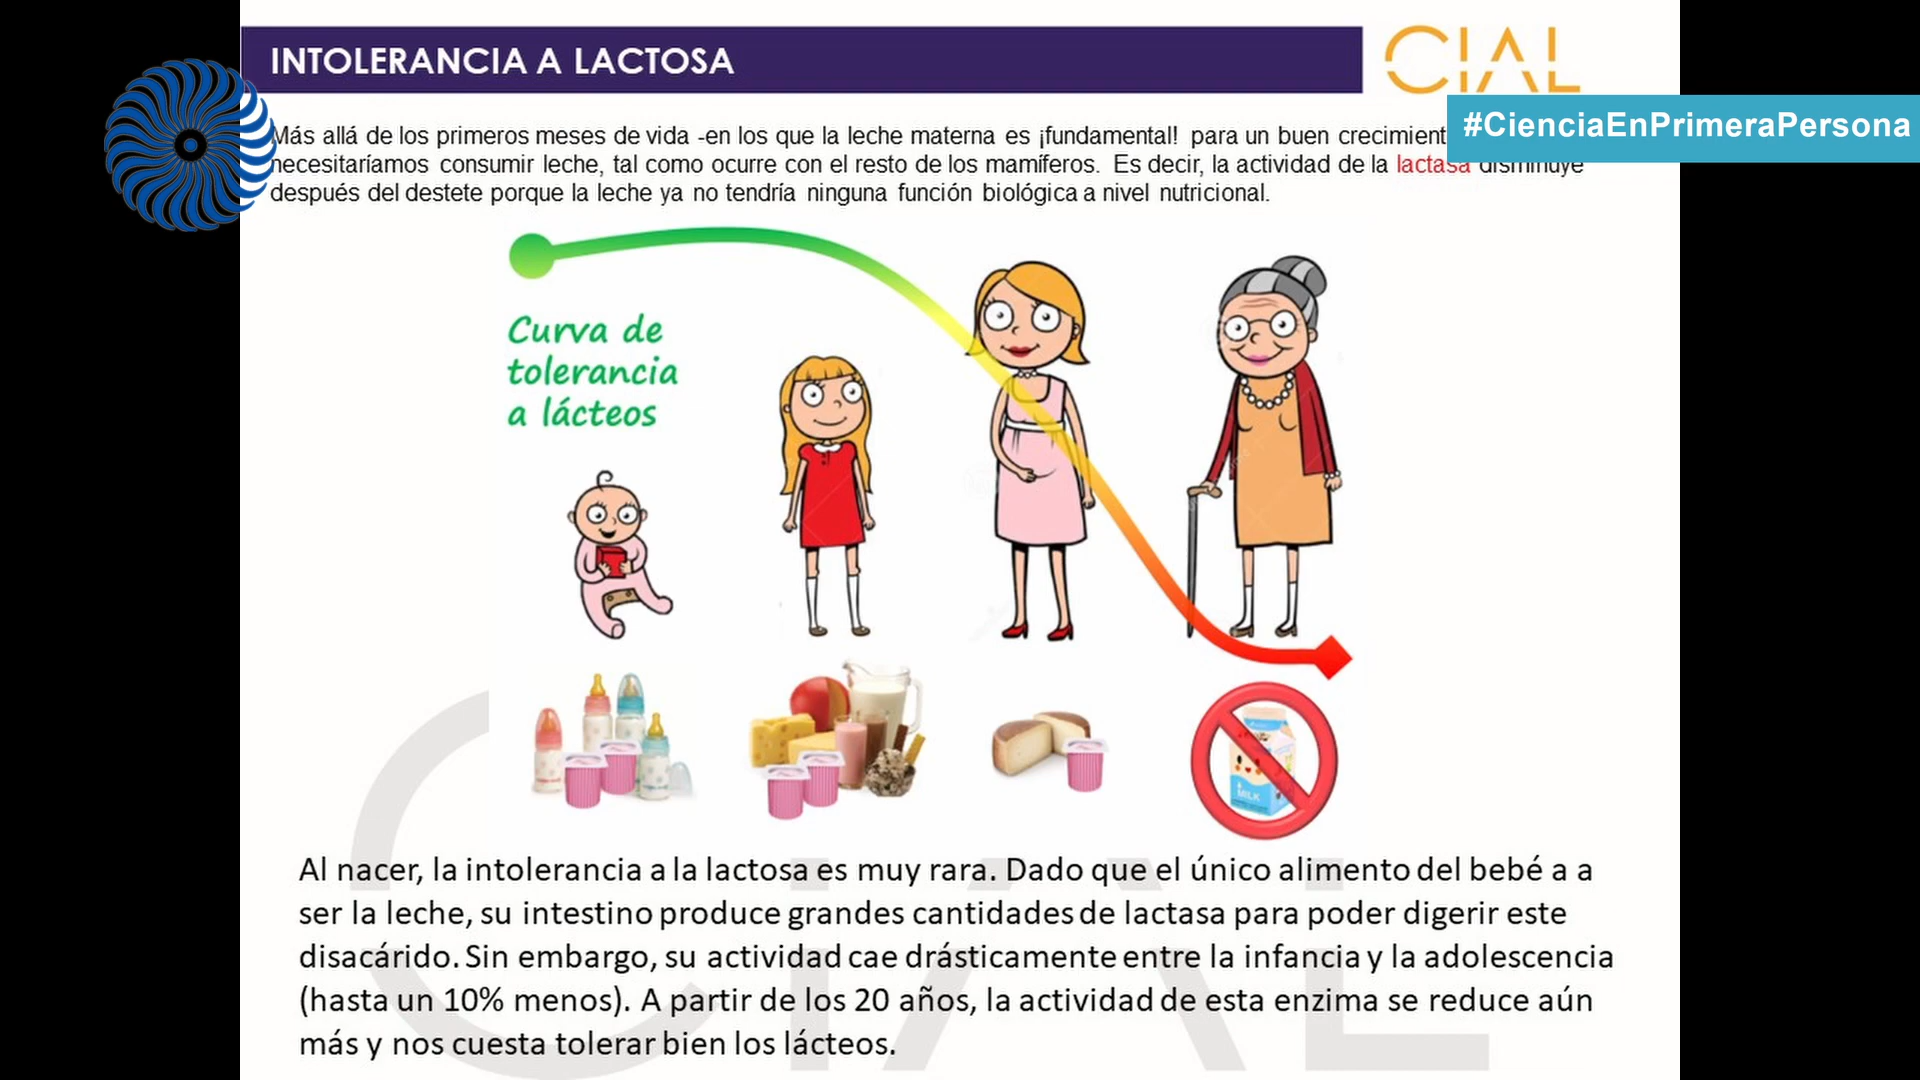 INTOLERANCIA A LACTOSA
CIAL
#CienciaEnPrimeraPersona
Más allá de los primeros meses de vida -en los que la leche materna es ¡fundamental! para un buen crecimient
necesitaríamos consumir leche, tal como ocurre con el resto de los mamíferos. Es decir, la actividad de la lactasa disminuye
después del destete porque la leche ya no tendría ninguna función biológica a nivel nutricional.
Curva de
tolerancia
a lácteos
MILK
Al nacer, la intolerancia a la lactosa es muy rara. Dado que el único alimento del bebé a a
ser la leche, su intestino produce grandes cantidades de lactasa para poder digerir este
disacárido. Sin embargo, su actividad cae drásticamente entre la infancia y la adolescencia
(hasta un 10% menos). A partir de los 20 años, la actividad de esta enzima se reduce aún
más y nos cuesta tolerar bien los lácteos.
CIAL